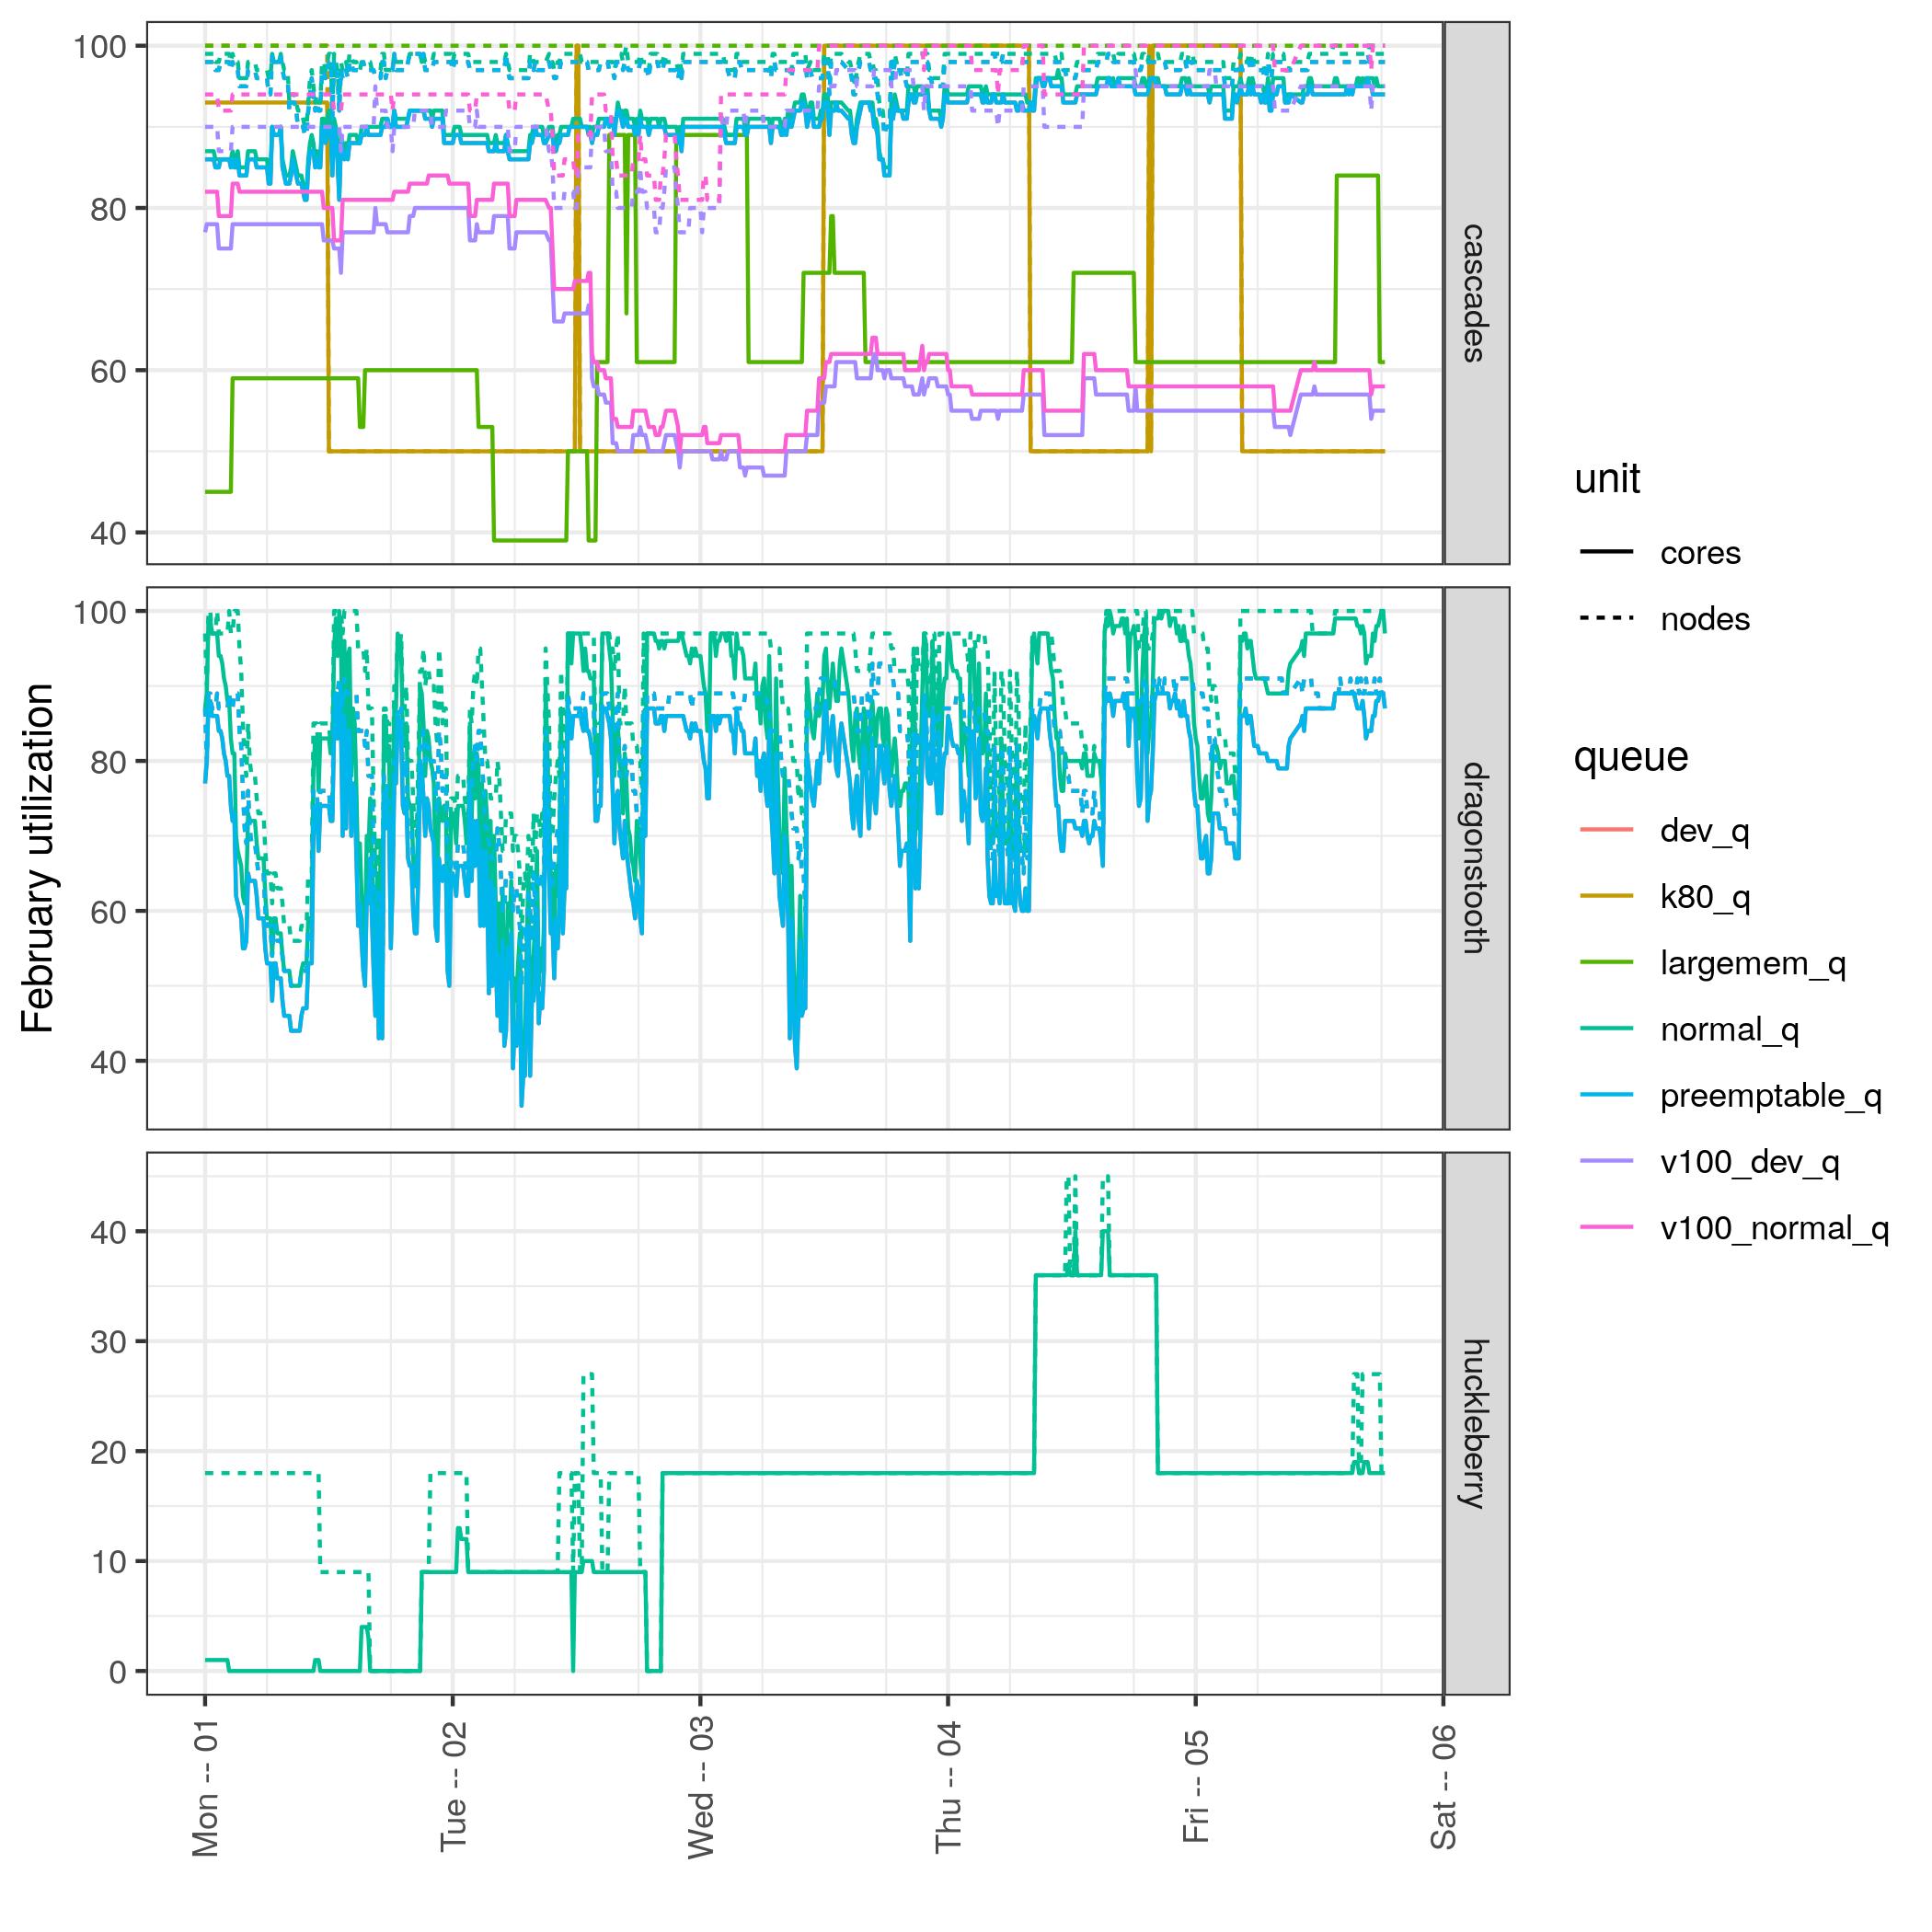 February utilization
100
80
60
40
cascades
100
80
60
40
dragonstooth
40
30
20
10
0
huckleberry
Mon -- 01
Tue -- 02
Wed -- 03
Thu -- 04
Fri -- 05
Sat -- 06
unit
cores
nodes
queue
dev_q
k80_q
largemem_q
normal_q
preemptable_q
v100_dev_q
v100_normal_q